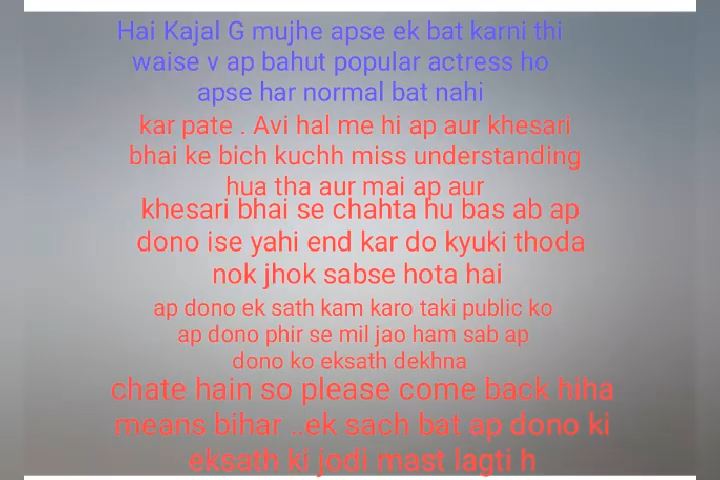 Hai Kajal G mujhe apse ek bat karni thi
waise v ap bahut popular actress ho
apse har normal bat nahi
kar pate . Avi hal me hi ap aur khesari
bhai ke bich kuchh miss understanding
hua tha aur mai ap aur
khesari bhai se chahta hu bas ab ap
dono ise yahi end kar do kyuki thoda
nok jhok sabse hota hai
ap dono ek sath kam karo taki public ko
ap dono phir se mil jao ham sab ap
dono ko eksath dekhna
chate hain so please come back hiha
means bihar ..ek sach bat ap dono ki
eksath ki jodi mast lagti h